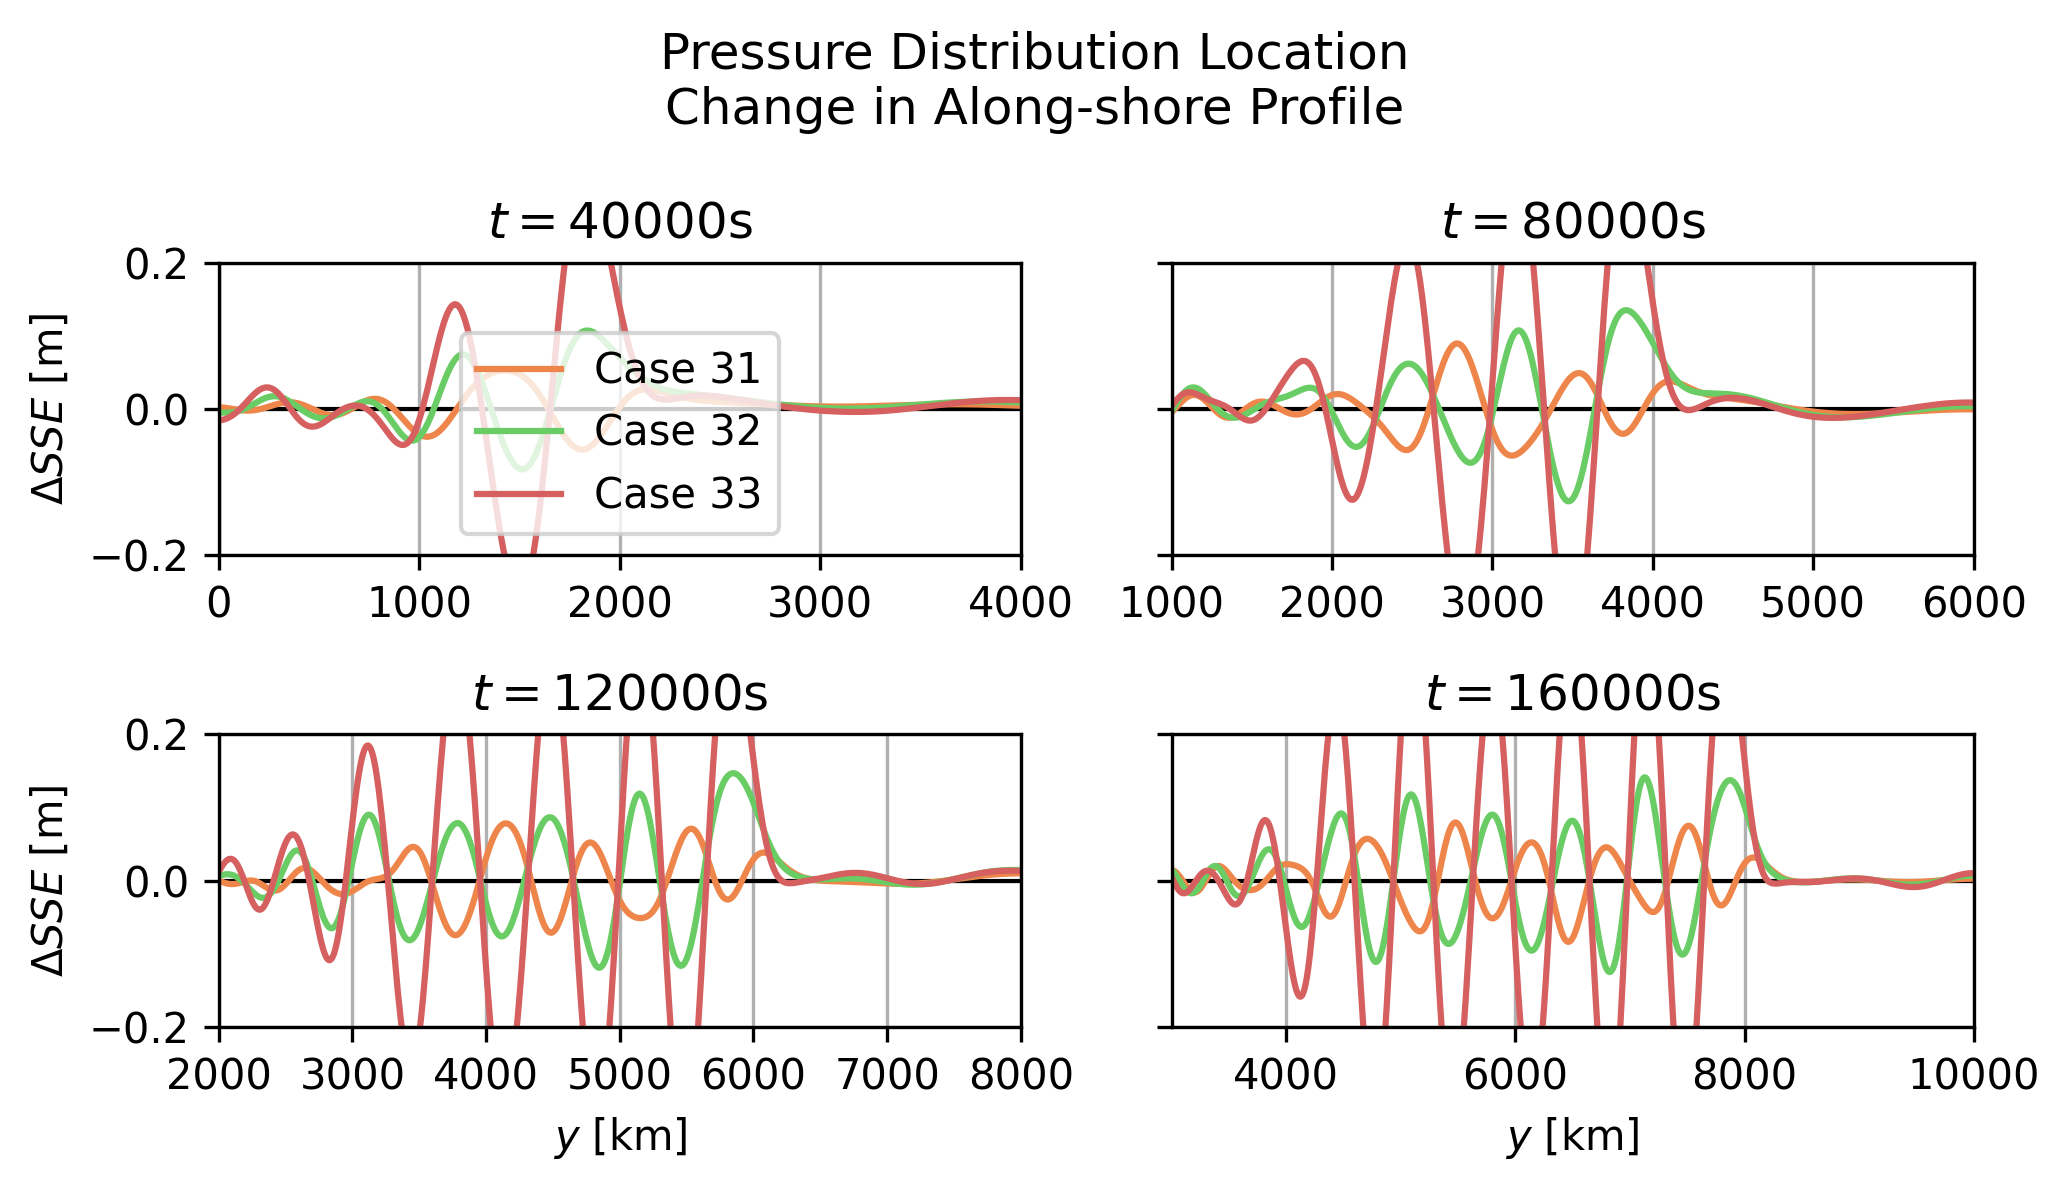 Pressure Distribution Location
Change in Along-shore Profile
t = 40000s
t = 80000s
ΔSSE [m]
0.2
0.0
−0.2
Case 31
Case 32
Case 33
0 1000 2000 3000 4000
1000 2000 3000 4000 5000 6000
t = 120000s
t = 160000s
ΔSSE [m]
0.2
0.0
−0.2
2000 3000 4000 5000 6000 7000 8000
4000 6000 8000 10000
y [km]
y [km]